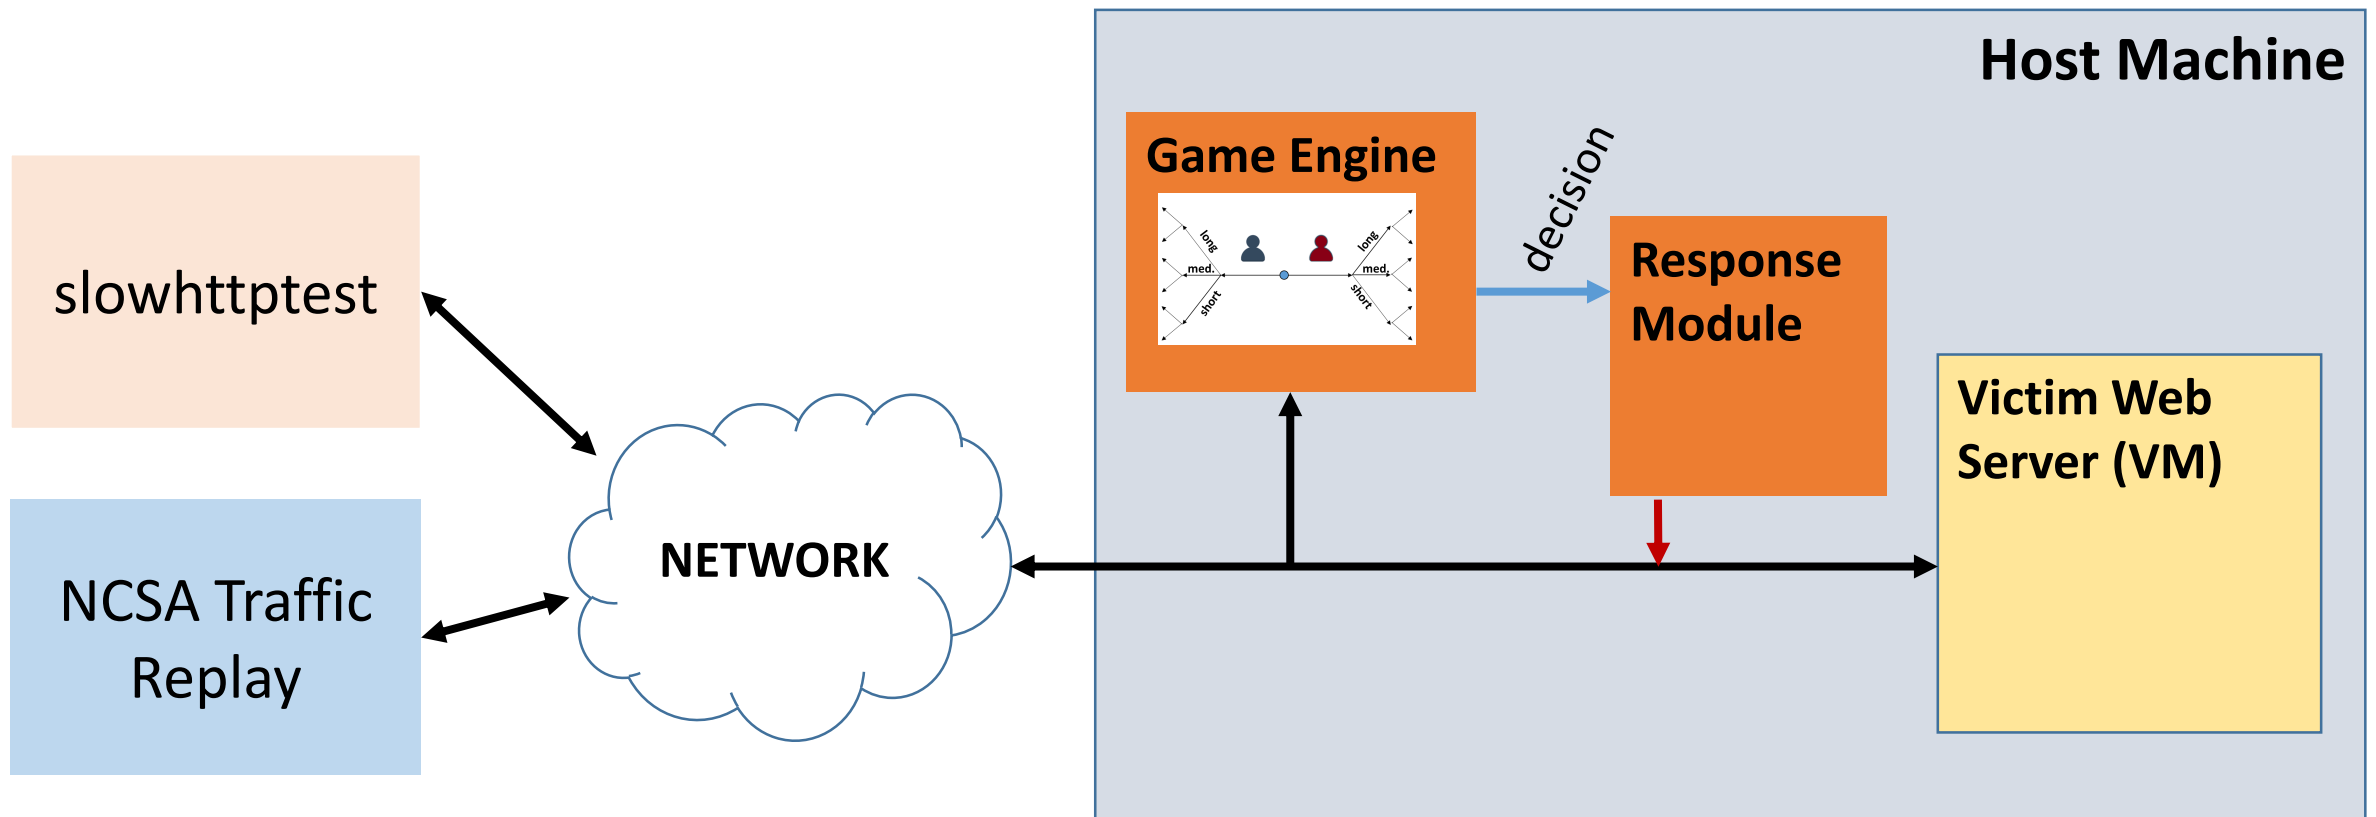 Host Machine
Game Engine
long
med.
short
long
med.
short
decision
Response
Module
Victim Web
Server (VM)
slowhttptest
NETWORK
NCSA Traffic
Replay